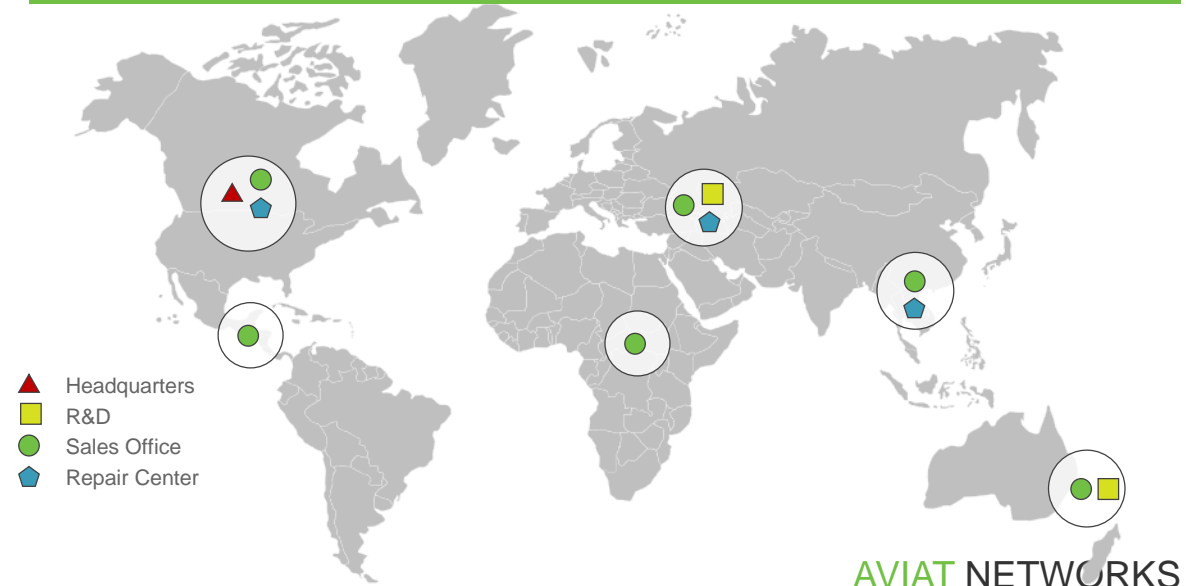 Headquarters
R&D
Sales Office
Repair Center
AVIAT NETWORKS